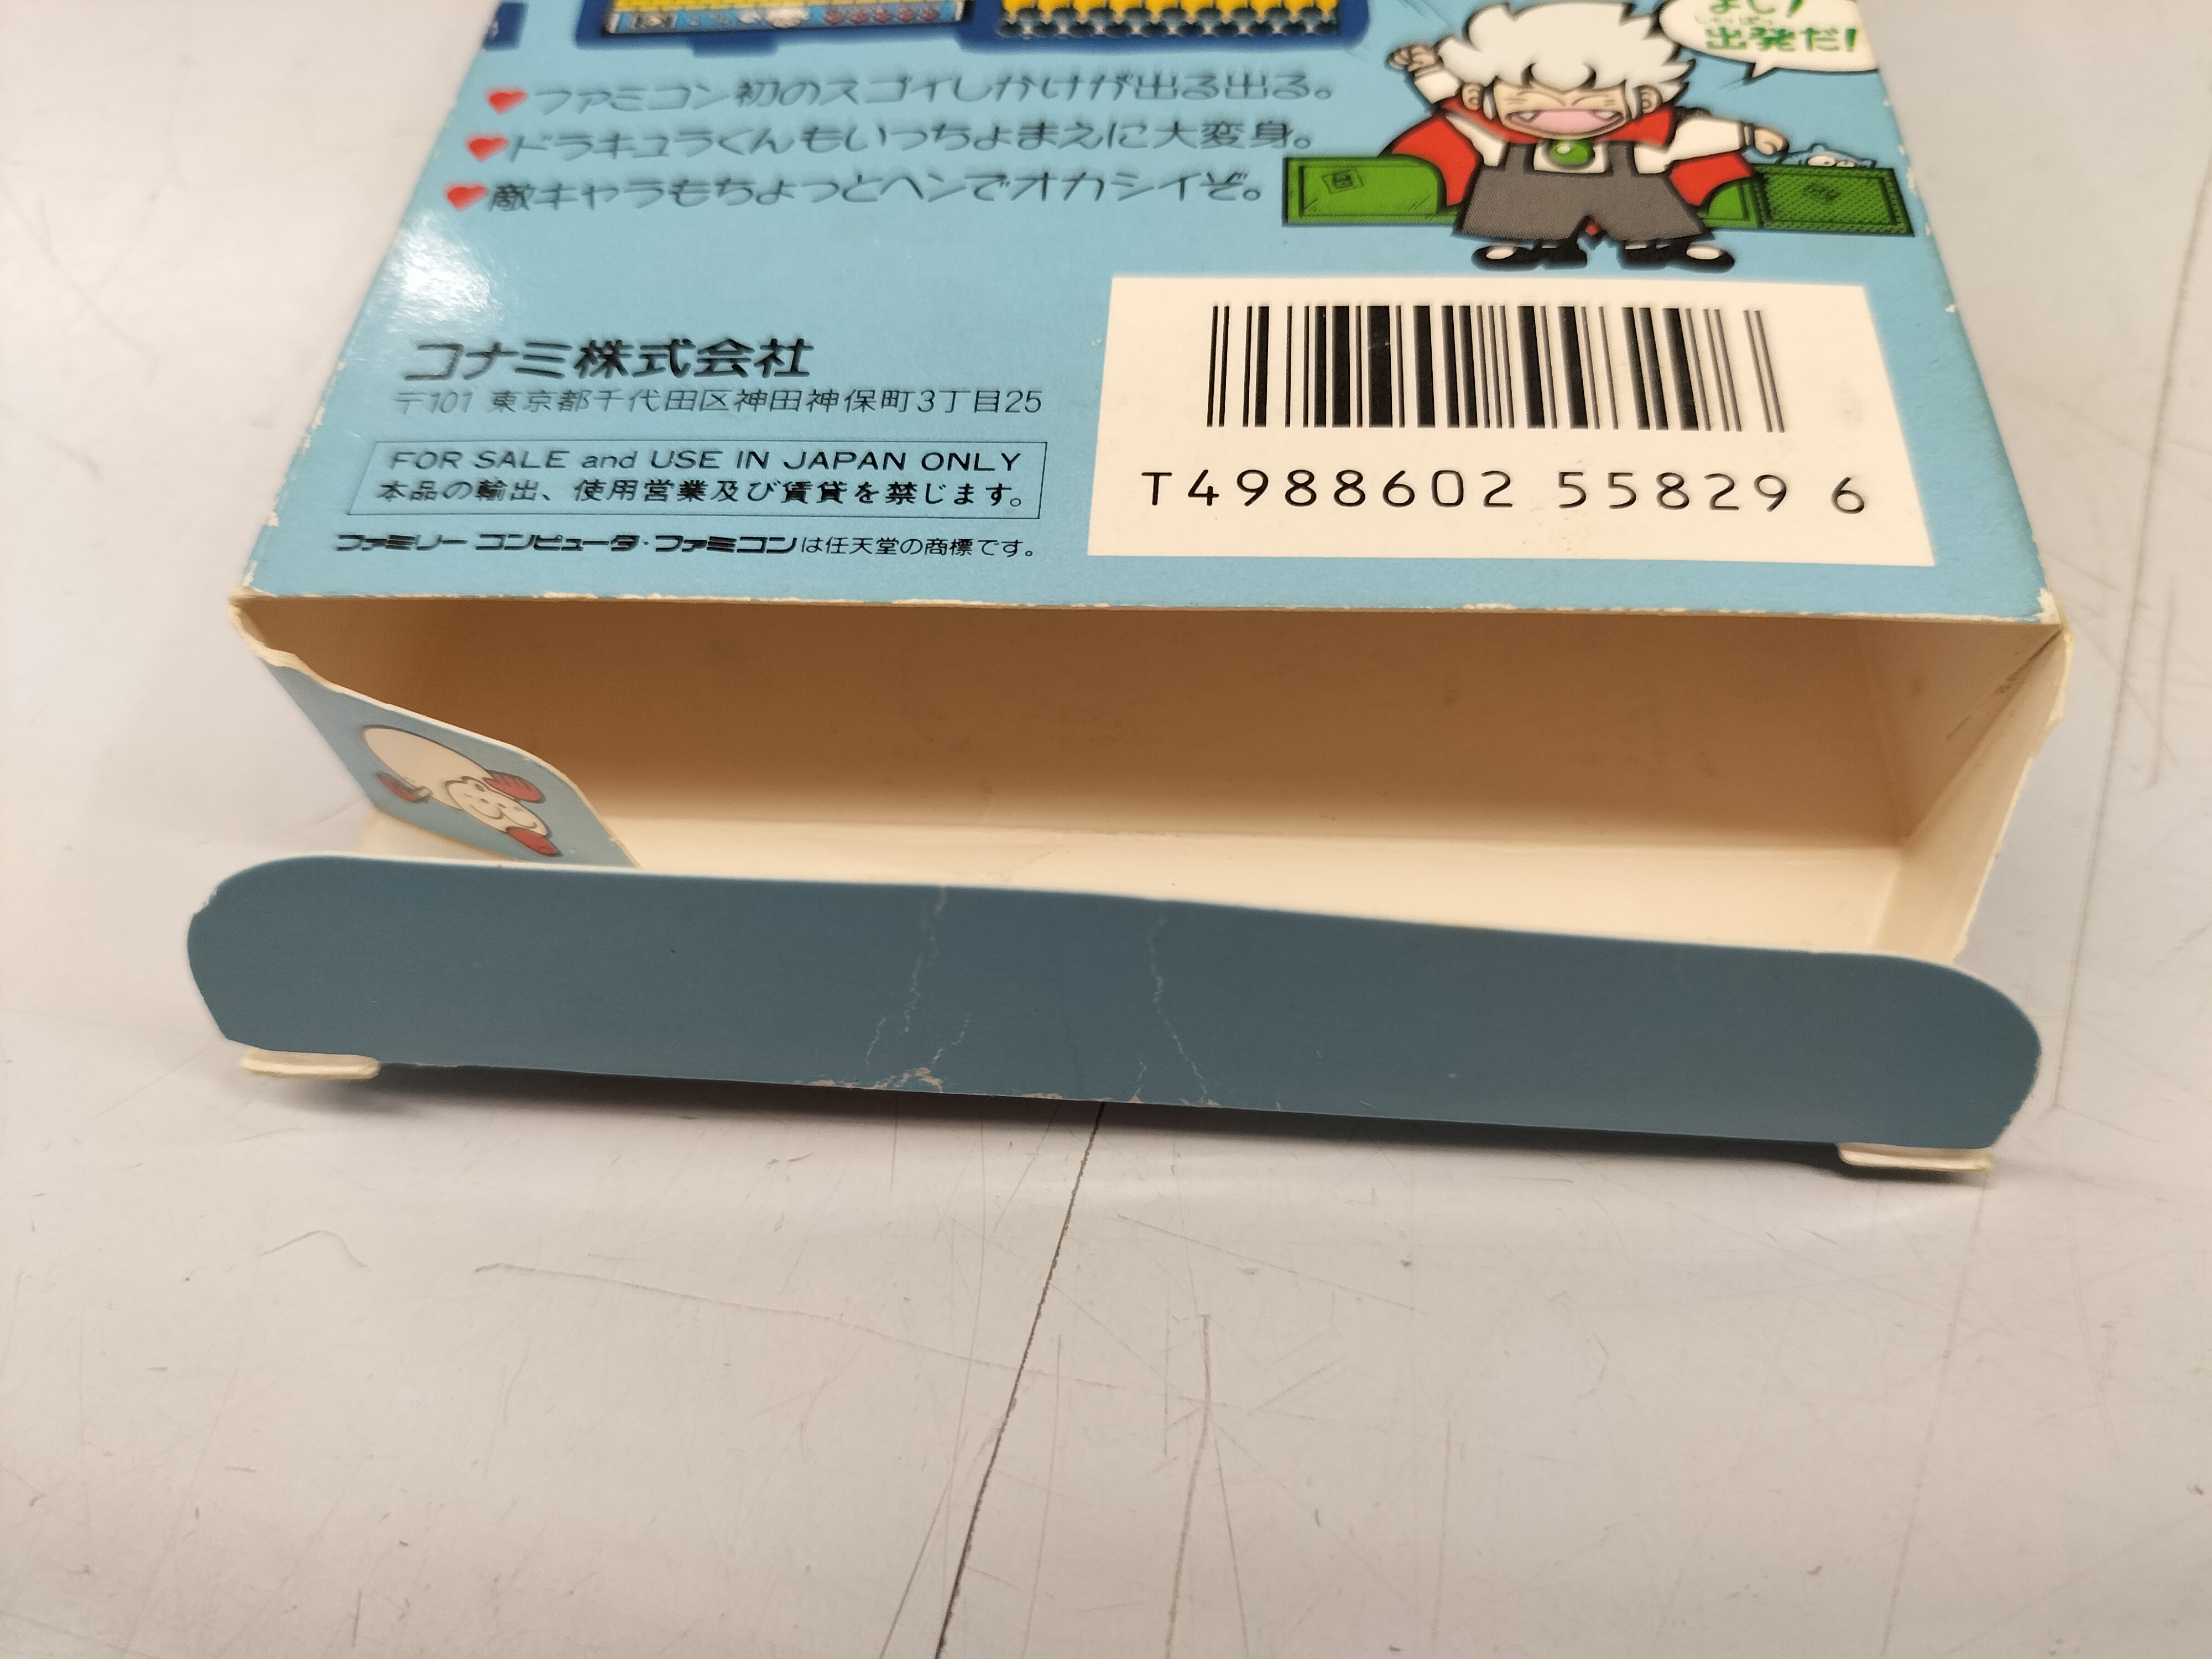 よし!
出発だ!
ファミコン初のスゴイしかけが出る出る。
ドラキュラくんもいっちょまえに大変身。
敵キャラもちょっとヘンでオカシイぞ。
コナミ株式会社
〒101 東京都千代田区神田神保町3丁目25
FOR SALE and USE IN JAPAN ONLY
本品の輸出、使用営業及び賃貸を禁じます。
ファミリー コンピュータ・ファミコンは任天堂の商標です。
T4988602 55829 6